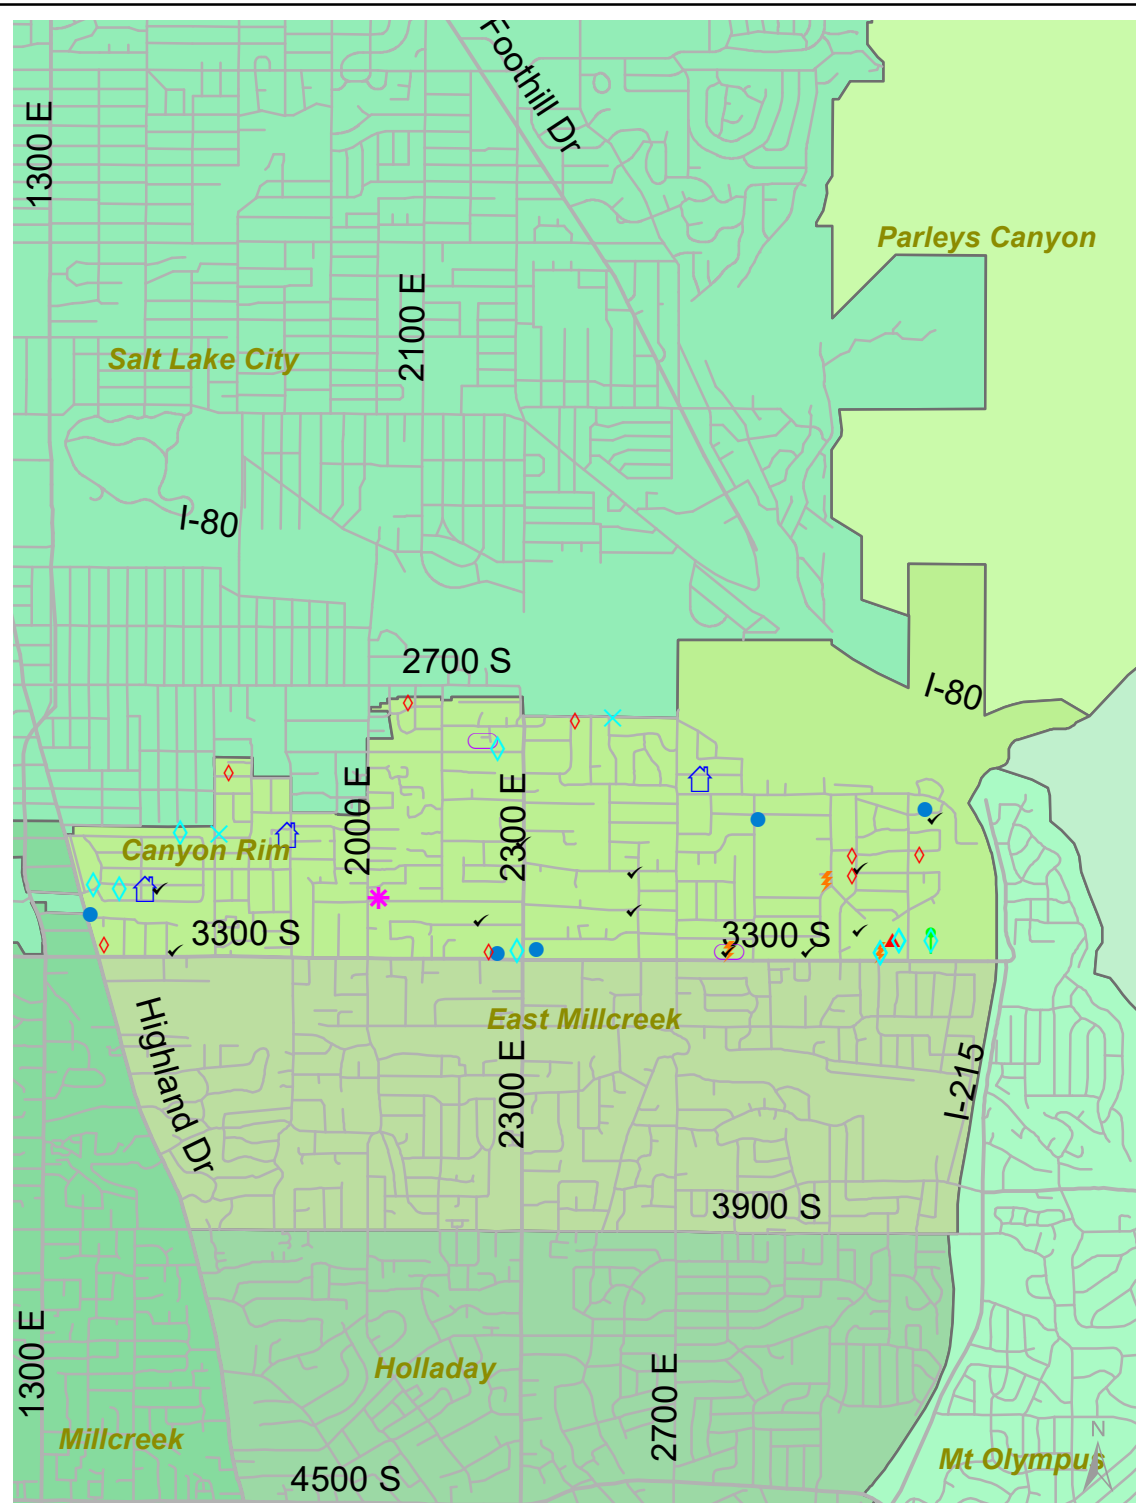 Foothill Dr
1300 E
Parleys Canyon
2100 E
Salt Lake City
I-80
2700 S
I-80
2000 E
2300 E
Canyon Rim
3300 S
3300 S
East Millcreek
Highland Dr
2300 E
I-215
3900 S
1300 E
Holladay
2700 E
Millcreek
N
Mt Olympus
4500 S